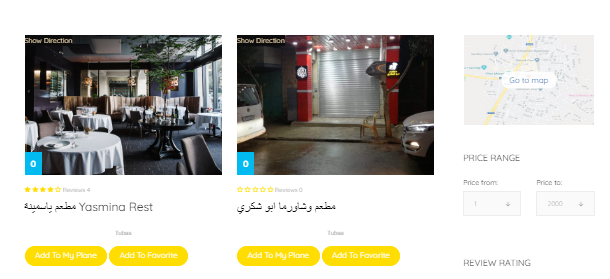 Show Direction
0
Reviews 4
مطعم ياسمينة Yasmina Rest
Tubas
Add To My Plane
Add To Favorite
Show Direction
0
Reviews 0
مطعم وشاورما ابو شكري
Tubas
Add To My Plane
Add To Favorite
Go to map
PRICE RANGE
Price from:
Price to:
1
2000
REVIEW RATING